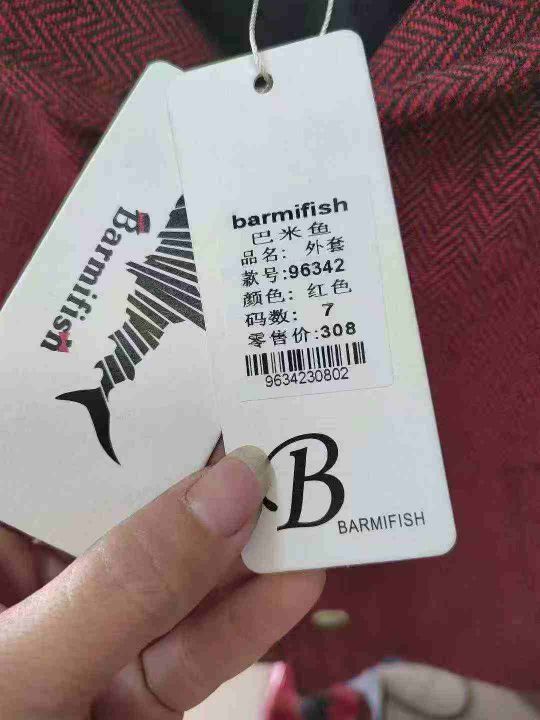 Barmifish
barmifish
巴米鱼
品名: 外套
款号:96342
颜色: 红色
码数: 7
零售价:308
9634230802
B
BARMIFISH